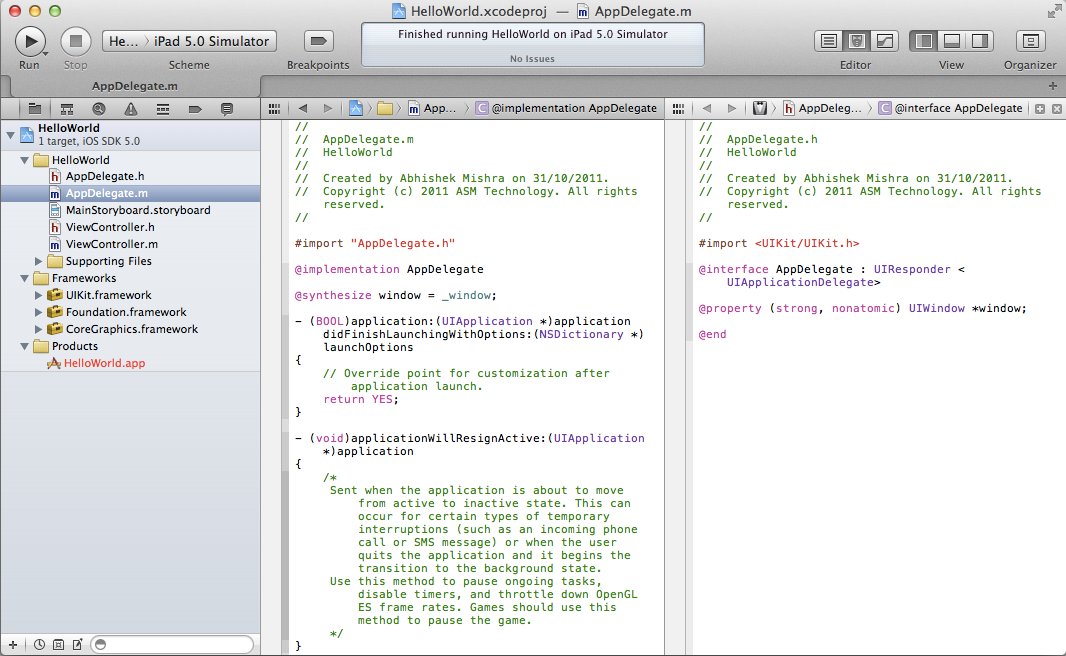 HelloWorld.xcodeproj — AppDelegate.m
Run
Stop
He... iPad 5.0 Simulator
Scheme
Breakpoints
Finished running HelloWorld on iPad 5.0 Simulator
No Issues
Editor
View
Organizer
AppDelegate.m
App... C @implementation AppDelegate
h AppDeleg... C @interface AppDelegate
HelloWorld
1 target, iOS SDK 5.0
HelloWorld
h AppDelegate.h
m AppDelegate.m
MainStoryboard.storyboard
h ViewController.h
m ViewController.m
Supporting Files
Frameworks
UIKit.framework
Foundation.framework
CoreGraphics.framework
Products
HelloWorld.app
//
// AppDelegate.m
// HelloWorld
//
// Created by Abhishek Mishra on 31/10/2011.
// Copyright (c) 2011 ASM Technology. All rights
reserved.
//
#import "AppDelegate.h"
@implementation AppDelegate
@synthesize window = _window;
- (BOOL)application:(UIApplication *)application
didFinishLaunchingWithOptions:(NSDictionary *)
launchOptions
{
// Override point for customization after
application launch.
return YES;
}
- (void)applicationWillResignActive:(UIApplication
*)application
{
/*
Sent when the application is about to move
from active to inactive state. This can
occur for certain types of temporary
interruptions (such as an incoming phone
call or SMS message) or when the user
quits the application and it begins the
transition to the background state.
Use this method to pause ongoing tasks,
disable timers, and throttle down OpenGL
ES frame rates. Games should use this
method to pause the game.
*/
}
//
// AppDelegate.h
// HelloWorld
//
// Created by Abhishek Mishra on 31/10/2011.
// Copyright (c) 2011 ASM Technology. All rights
reserved.
//
#import <UIKit/UIKit.h>
@interface AppDelegate : UIResponder <
UIApplicationDelegate>
@property (strong, nonatomic) UIWindow *window;
@end